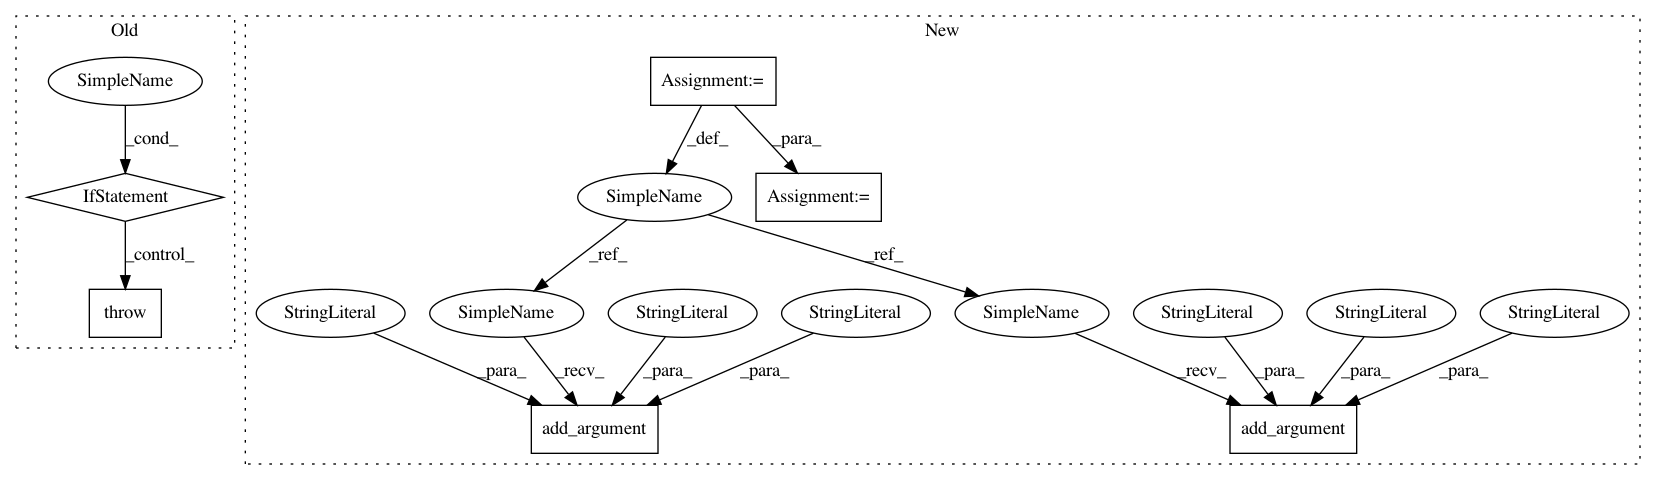 Old
New
SimpleName
Assignment:=
_cond_
_def_
_para_
IfStatement
SimpleName
Assignment:=
_control_
_ref_
_ref_
throw
StringLiteral
SimpleName
StringLiteral
StringLiteral
SimpleName
StringLiteral
StringLiteral
StringLiteral
_para_
_recv_
_para_
_para_
_recv_
_para_
_para_
_para_
add_argument
add_argument